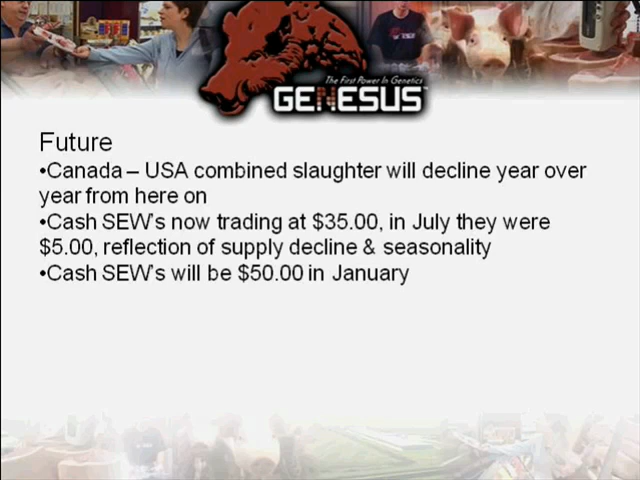 The First Power In Genetics
GENESUS™
Future
•Canada – USA combined slaughter will decline year over
year from here on
•Cash SEW's now trading at $35.00, in July they were
$5.00, reflection of supply decline & seasonality
•Cash SEW's will be $50.00 in January